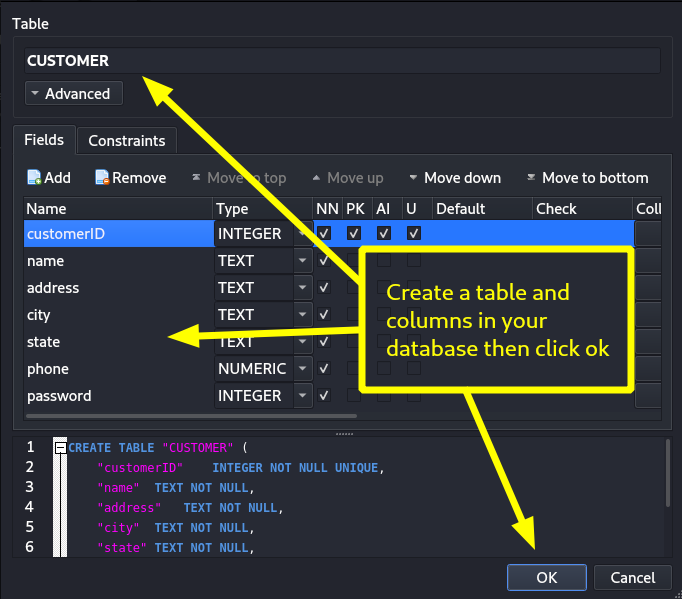 Table
CUSTOMER
Advanced
Fields Constraints
Add Remove Move to top Move up Move down Move to bottom
Name Type NN PK AI U Default Check Coll
customerID INTEGER
name TEXT
address TEXT
city TEXT
state TEXT
phone NUMERIC
password INTEGER
Create a table and
columns in your
database then click ok
1 CREATE TABLE "CUSTOMER" (
2 "customerID" INTEGER NOT NULL UNIQUE,
3 "name" TEXT NOT NULL,
4 "address" TEXT NOT NULL,
5 "city" TEXT NOT NULL,
6 "state" TEXT NOT NULL,
OK Cancel